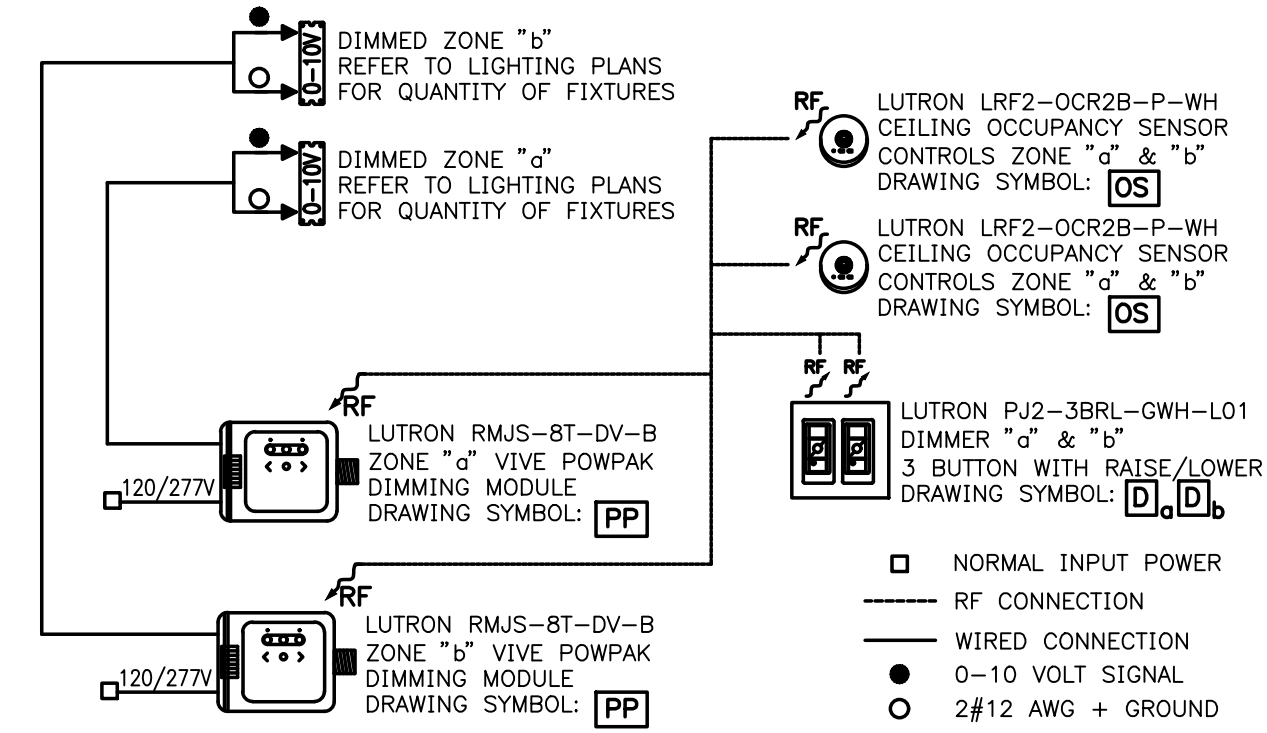 DIMMED ZONE "b"
REFER TO LIGHTING PLANS
FOR QUANTITY OF FIXTURES
0-10V
DIMMED ZONE "a"
REFER TO LIGHTING PLANS
FOR QUANTITY OF FIXTURES
0-10V
RF
LUTRON LRF2-OCR2B-P-WH
CEILING OCCUPANCY SENSOR
CONTROLS ZONE "a" & "b"
DRAWING SYMBOL: OS
RF
LUTRON LRF2-OCR2B-P-WH
CEILING OCCUPANCY SENSOR
CONTROLS ZONE "a" & "b"
DRAWING SYMBOL: OS
RF RF
LUTRON PJ2-3BRL-GWH-L01
DIMMER "a" & "b"
3 BUTTON WITH RAISE/LOWER
DRAWING SYMBOL: D a D b
RF
LUTRON RMJS-8T-DV-B
ZONE "a" VIVE POWPAK
DIMMING MODULE
DRAWING SYMBOL: PP
120/277V
RF
LUTRON RMJS-8T-DV-B
ZONE "b" VIVE POWPAK
DIMMING MODULE
DRAWING SYMBOL: PP
120/277V
NORMAL INPUT POWER
RF CONNECTION
WIRED CONNECTION
0-10 VOLT SIGNAL
2#12 AWG + GROUND